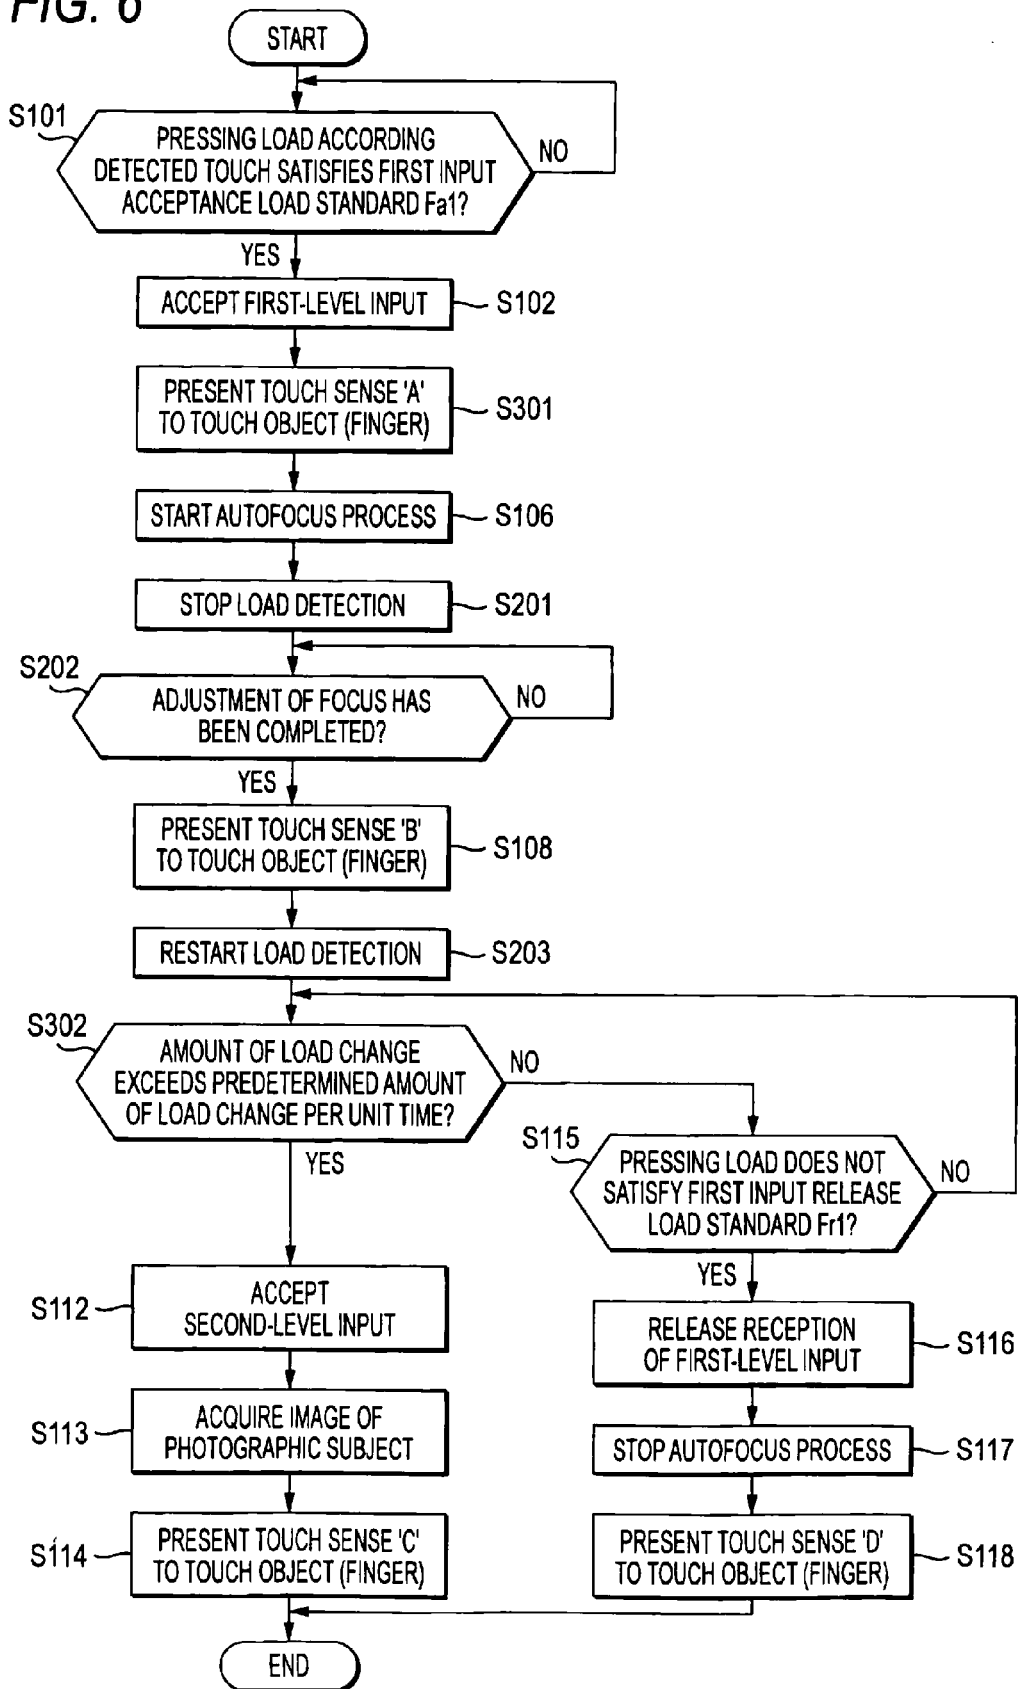 FIG. 6
START
S101
PRESSING LOAD ACCORDING
DETECTED TOUCH SATISFIES FIRST INPUT
ACCEPTANCE LOAD STANDARD Fa1?
NO
YES
ACCEPT FIRST-LEVEL INPUT
S102
PRESENT TOUCH SENSE 'A'
TO TOUCH OBJECT (FINGER)
S301
START AUTOFOCUS PROCESS
S106
STOP LOAD DETECTION
S201
S202
ADJUSTMENT OF FOCUS HAS
BEEN COMPLETED?
NO
YES
PRESENT TOUCH SENSE 'B'
TO TOUCH OBJECT (FINGER)
S108
RESTART LOAD DETECTION
S203
S302
AMOUNT OF LOAD CHANGE
EXCEEDS PREDETERMINED AMOUNT
OF LOAD CHANGE PER UNIT TIME?
NO
YES
S115
PRESSING LOAD DOES NOT
SATISFY FIRST INPUT RELEASE
LOAD STANDARD Fr1?
NO
YES
S112
ACCEPT
SECOND-LEVEL INPUT
RELEASE RECEPTION
OF FIRST-LEVEL INPUT
S116
S113
ACQUIRE IMAGE OF
PHOTOGRAPHIC SUBJECT
STOP AUTOFOCUS PROCESS
S117
S114
PRESENT TOUCH SENSE 'C'
TO TOUCH OBJECT (FINGER)
PRESENT TOUCH SENSE 'D'
TO TOUCH OBJECT (FINGER)
S118
END